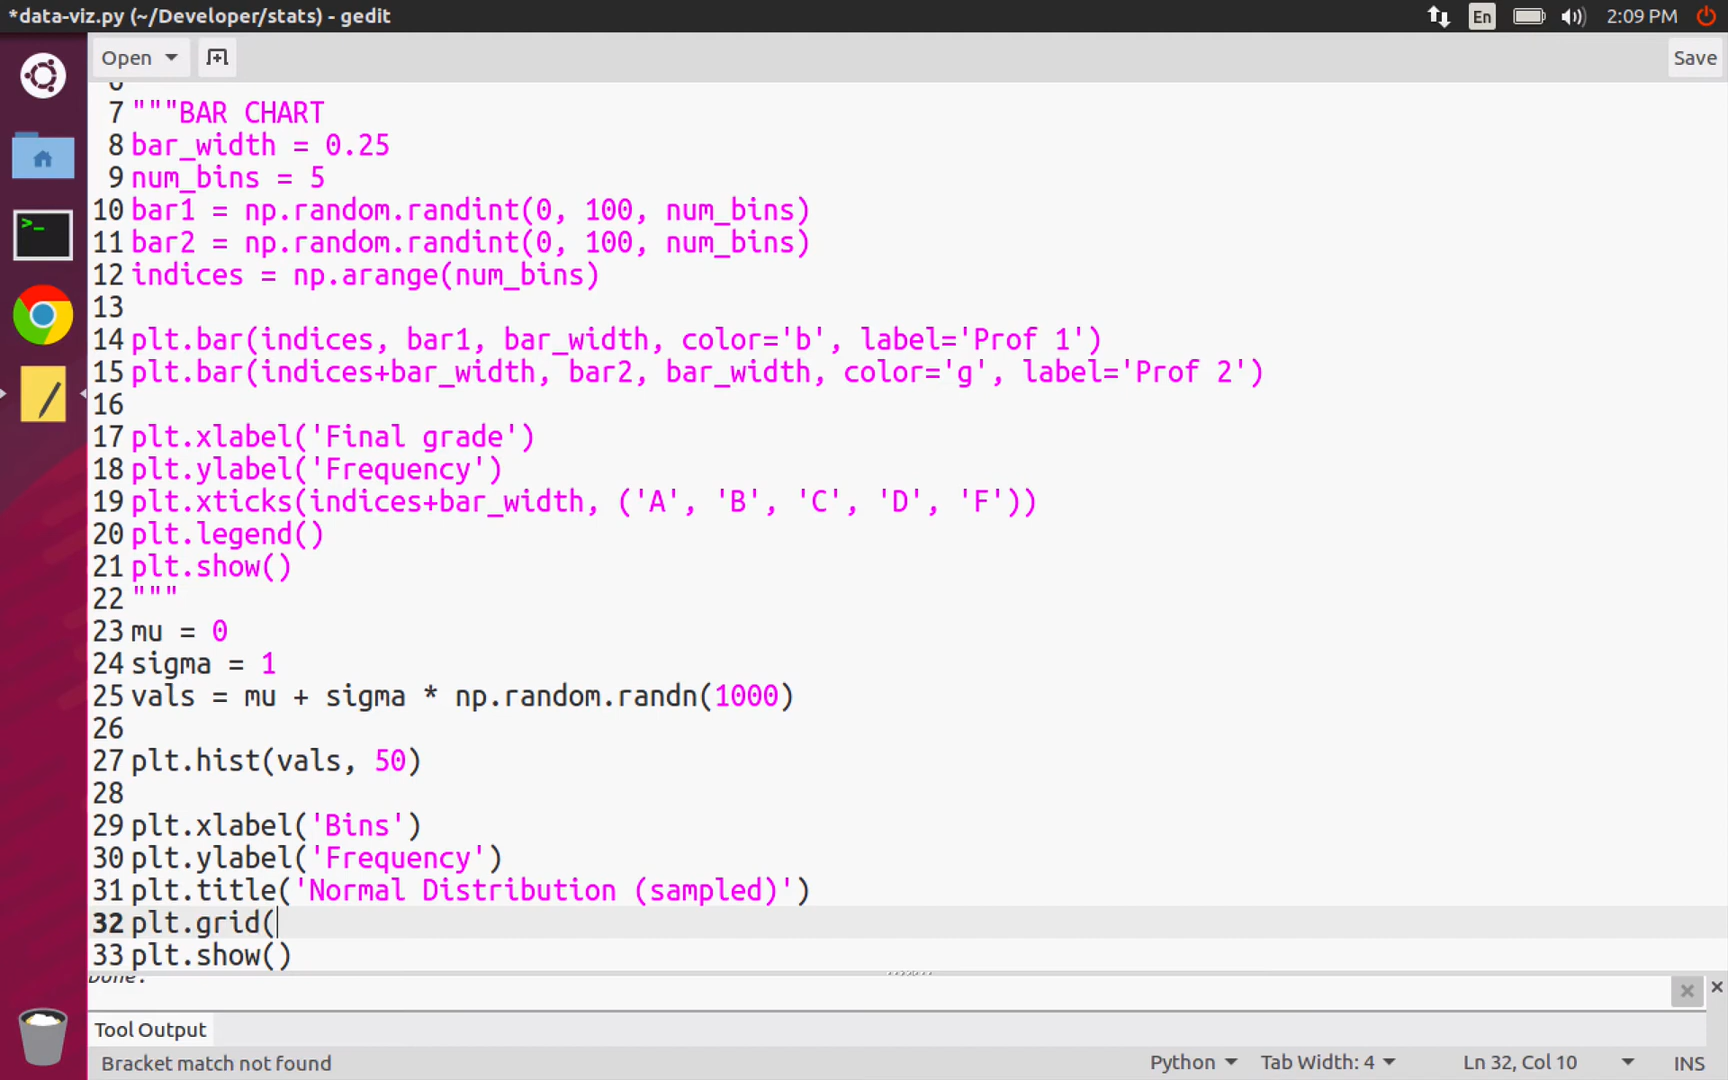 *data-viz.py (~/Developer/stats) - gedit
En
2:09 PM
Open
Save
6
7 """BAR CHART
8 bar_width = 0.25
9 num_bins = 5
10 bar1 = np.random.randint(0, 100, num_bins)
11 bar2 = np.random.randint(0, 100, num_bins)
12 indices = np.arange(num_bins)
13
14 plt.bar(indices, bar1, bar_width, color='b', label='Prof 1')
15 plt.bar(indices+bar_width, bar2, bar_width, color='g', label='Prof 2')
16
17 plt.xlabel('Final grade')
18 plt.ylabel('Frequency')
19 plt.xticks(indices+bar_width, ('A', 'B', 'C', 'D', 'F'))
20 plt.legend()
21 plt.show()
22 """
23 mu = 0
24 sigma = 1
25 vals = mu + sigma * np.random.randn(1000)
26
27 plt.hist(vals, 50)
28
29 plt.xlabel('Bins')
30 plt.ylabel('Frequency')
31 plt.title('Normal Distribution (sampled)')
32 plt.grid(
33 plt.show()
Done.
Tool Output
Bracket match not found
Python
Tab Width: 4
Ln 32, Col 10
INS